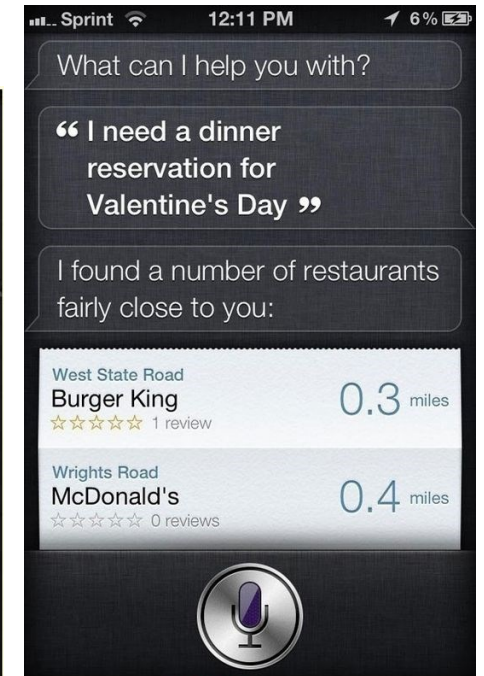 Sprint 12:11 PM 6%
What can I help you with?
“ I need a dinner
reservation for
Valentine's Day ”
I found a number of restaurants
fairly close to you:
West State Road
Burger King
0.3 miles
1 review
Wrights Road
McDonald's
0.4 miles
0 reviews